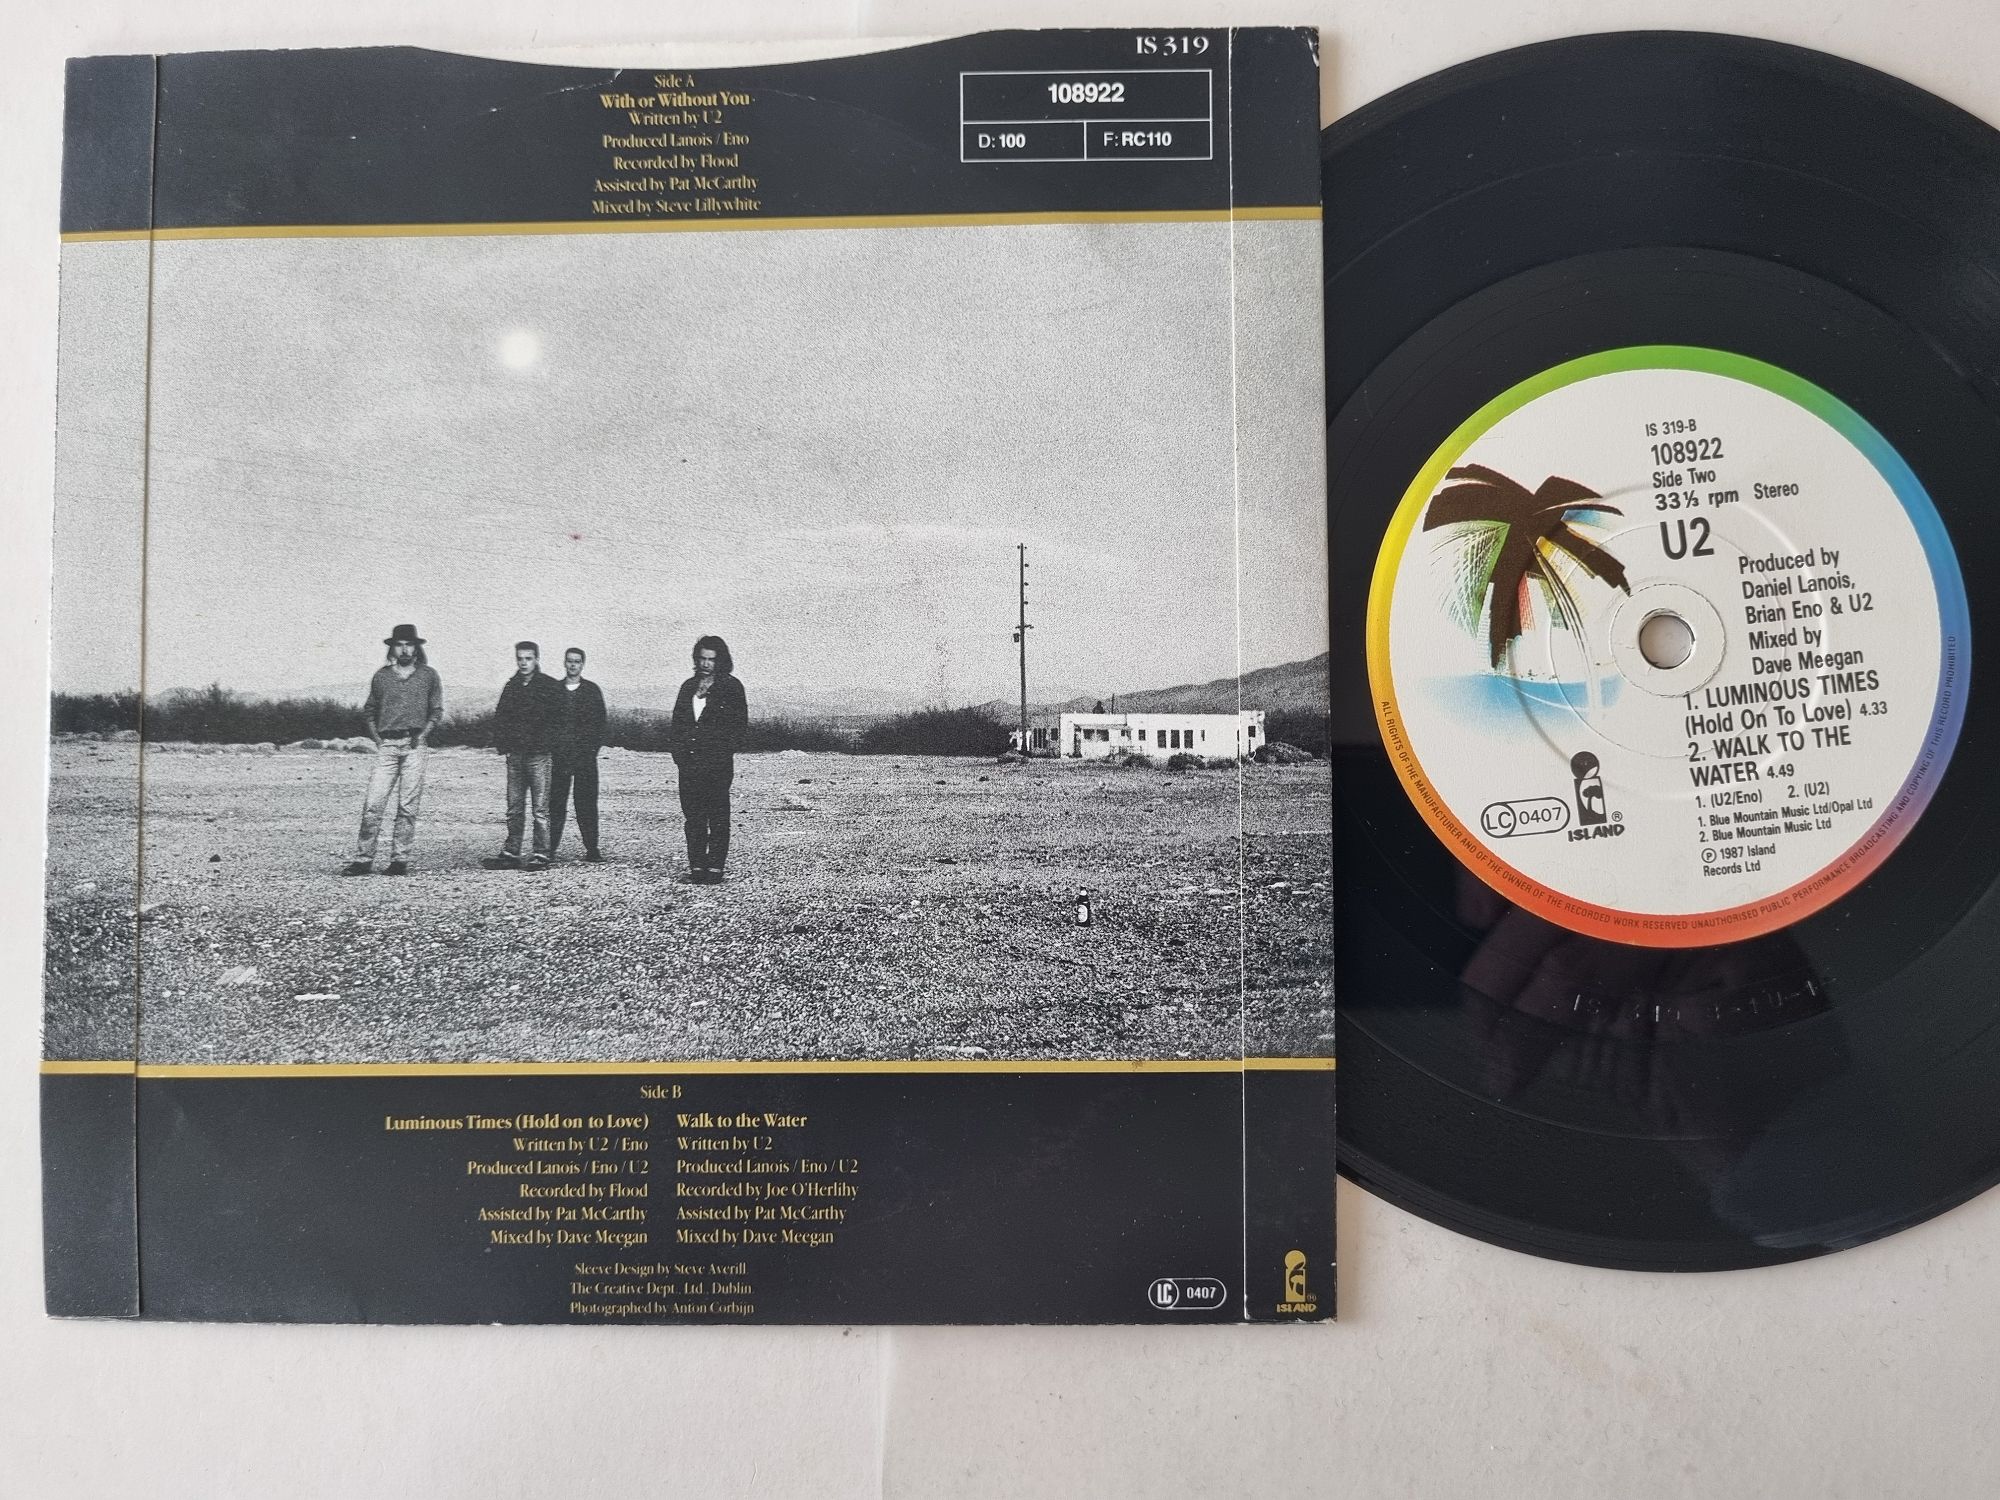 IS 319
108922
D: 100
F: RC110
Side A
With or Without You
Written by U2
Produced Lanois / Eno
Recorded by Flood
Assisted by Pat McCarthy
Mixed by Steve Lillywhite
Side B
Luminous Times (Hold on to Love)
Written by U2 / Eno
Produced Lanois / Eno / U2
Recorded by Flood
Assisted by Pat McCarthy
Mixed by Dave Meegan
Walk to the Water
Written by U2
Produced Lanois / Eno / U2
Recorded by Joe O'Herlihy
Assisted by Pat McCarthy
Mixed by Dave Meegan
Sleeve Design by Steve Averill.
The Creative Dept., Ltd., Dublin.
Photographed by Anton Corbijn
LC 0407
ISLAND
IS 319-B
108922
Side Two
33⅓ rpm Stereo
U2
Produced by
Daniel Lanois,
Brian Eno & U2
Mixed by
Dave Meegan
1. LUMINOUS TIMES
(Hold On To Love) 4.33
2. WALK TO THE
WATER 4.49
1. (U2/Eno) 2. (U2)
1. Blue Mountain Music Ltd/Opal Ltd
2. Blue Mountain Music Ltd
℗ 1987 Island
Records Ltd
LC 0407
ISLAND ®
ALL RIGHTS OF THE MANUFACTURER AND OF THE OWNER OF THE RECORDED WORK RESERVED UNAUTHORISED PUBLIC PERFORMANCE BROADCASTING AND COPYING OF THIS RECORD PROHIBITED